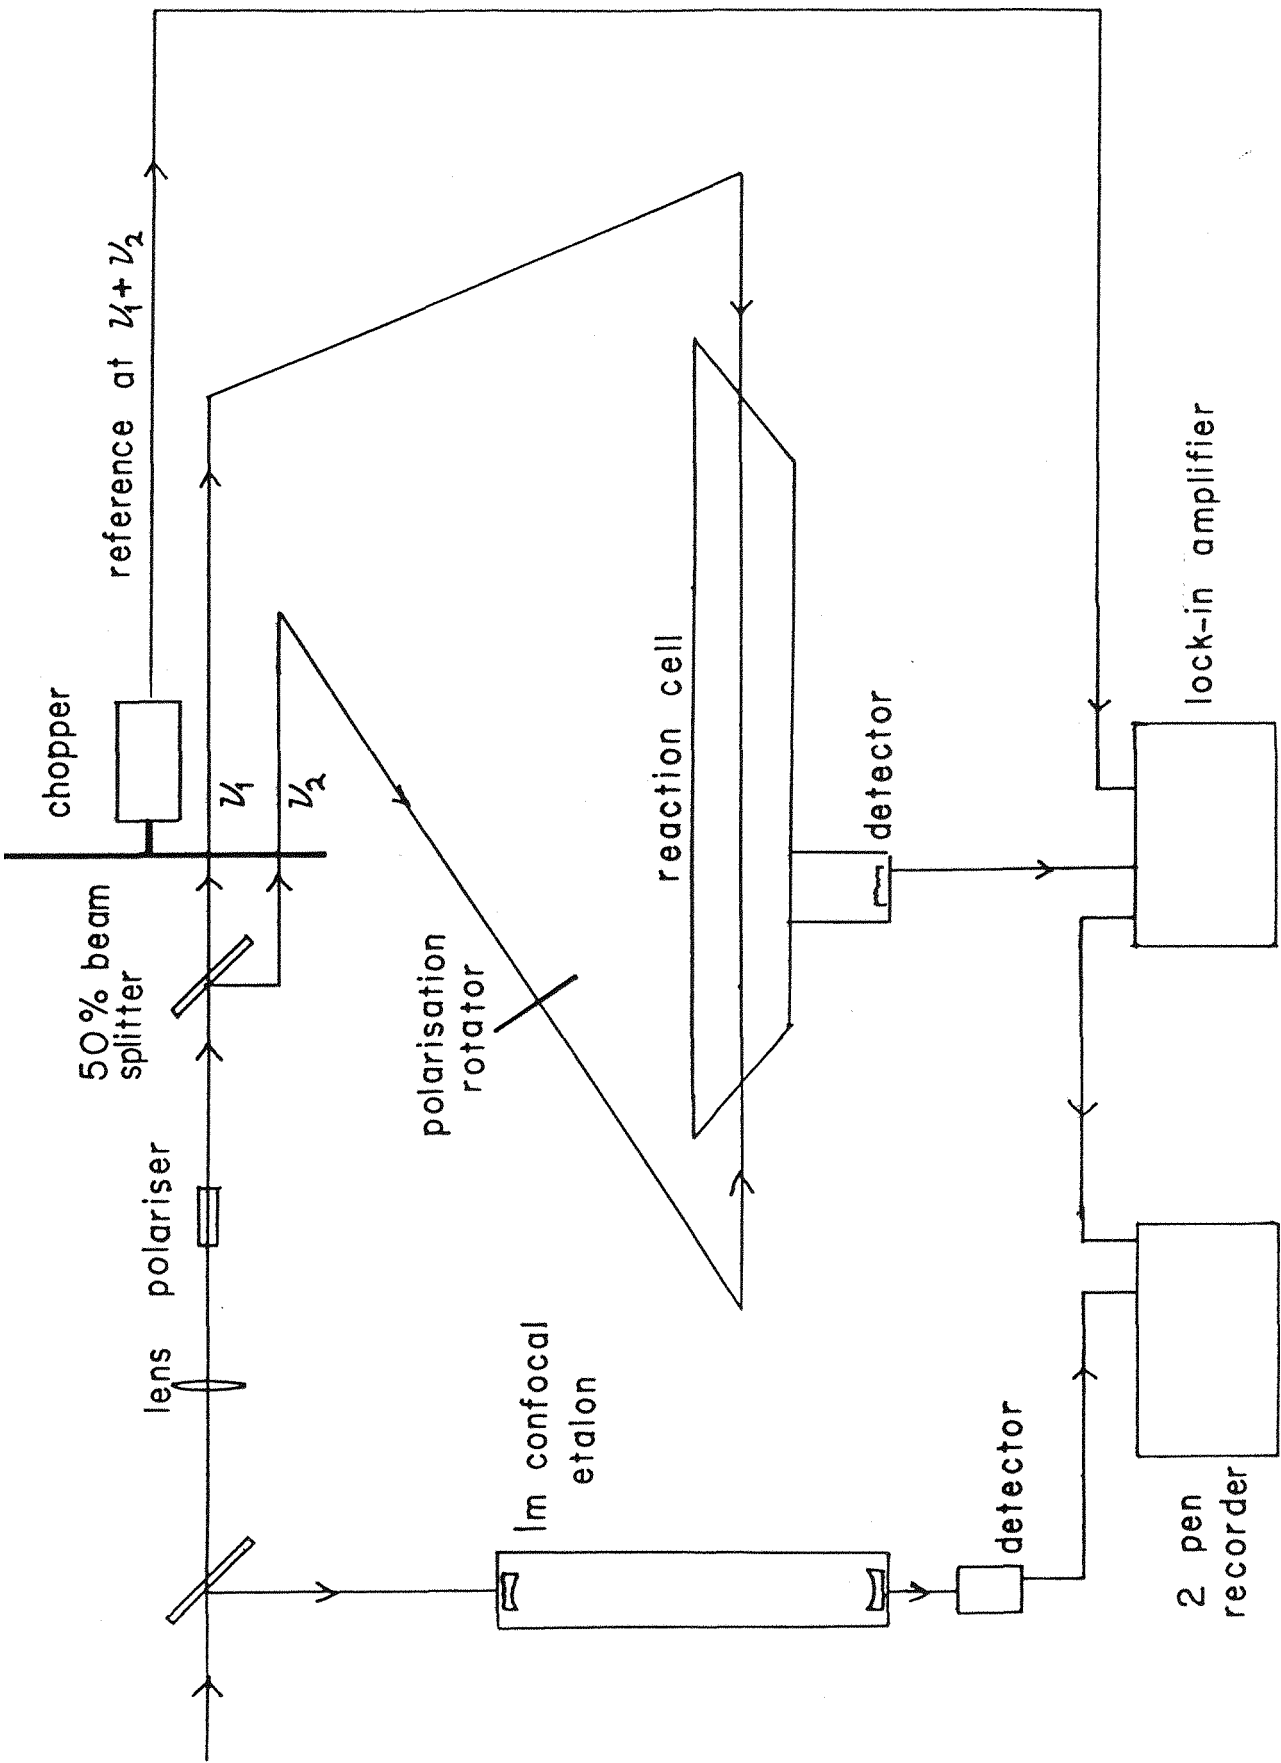 reference at ν₁+ν₂
chopper
ν₁
ν₂
50% beam
splitter
lens polariser
polarisation
rotator
reaction cell
detector
lock-in amplifier
1m confocal
etalon
detector
2 pen
recorder